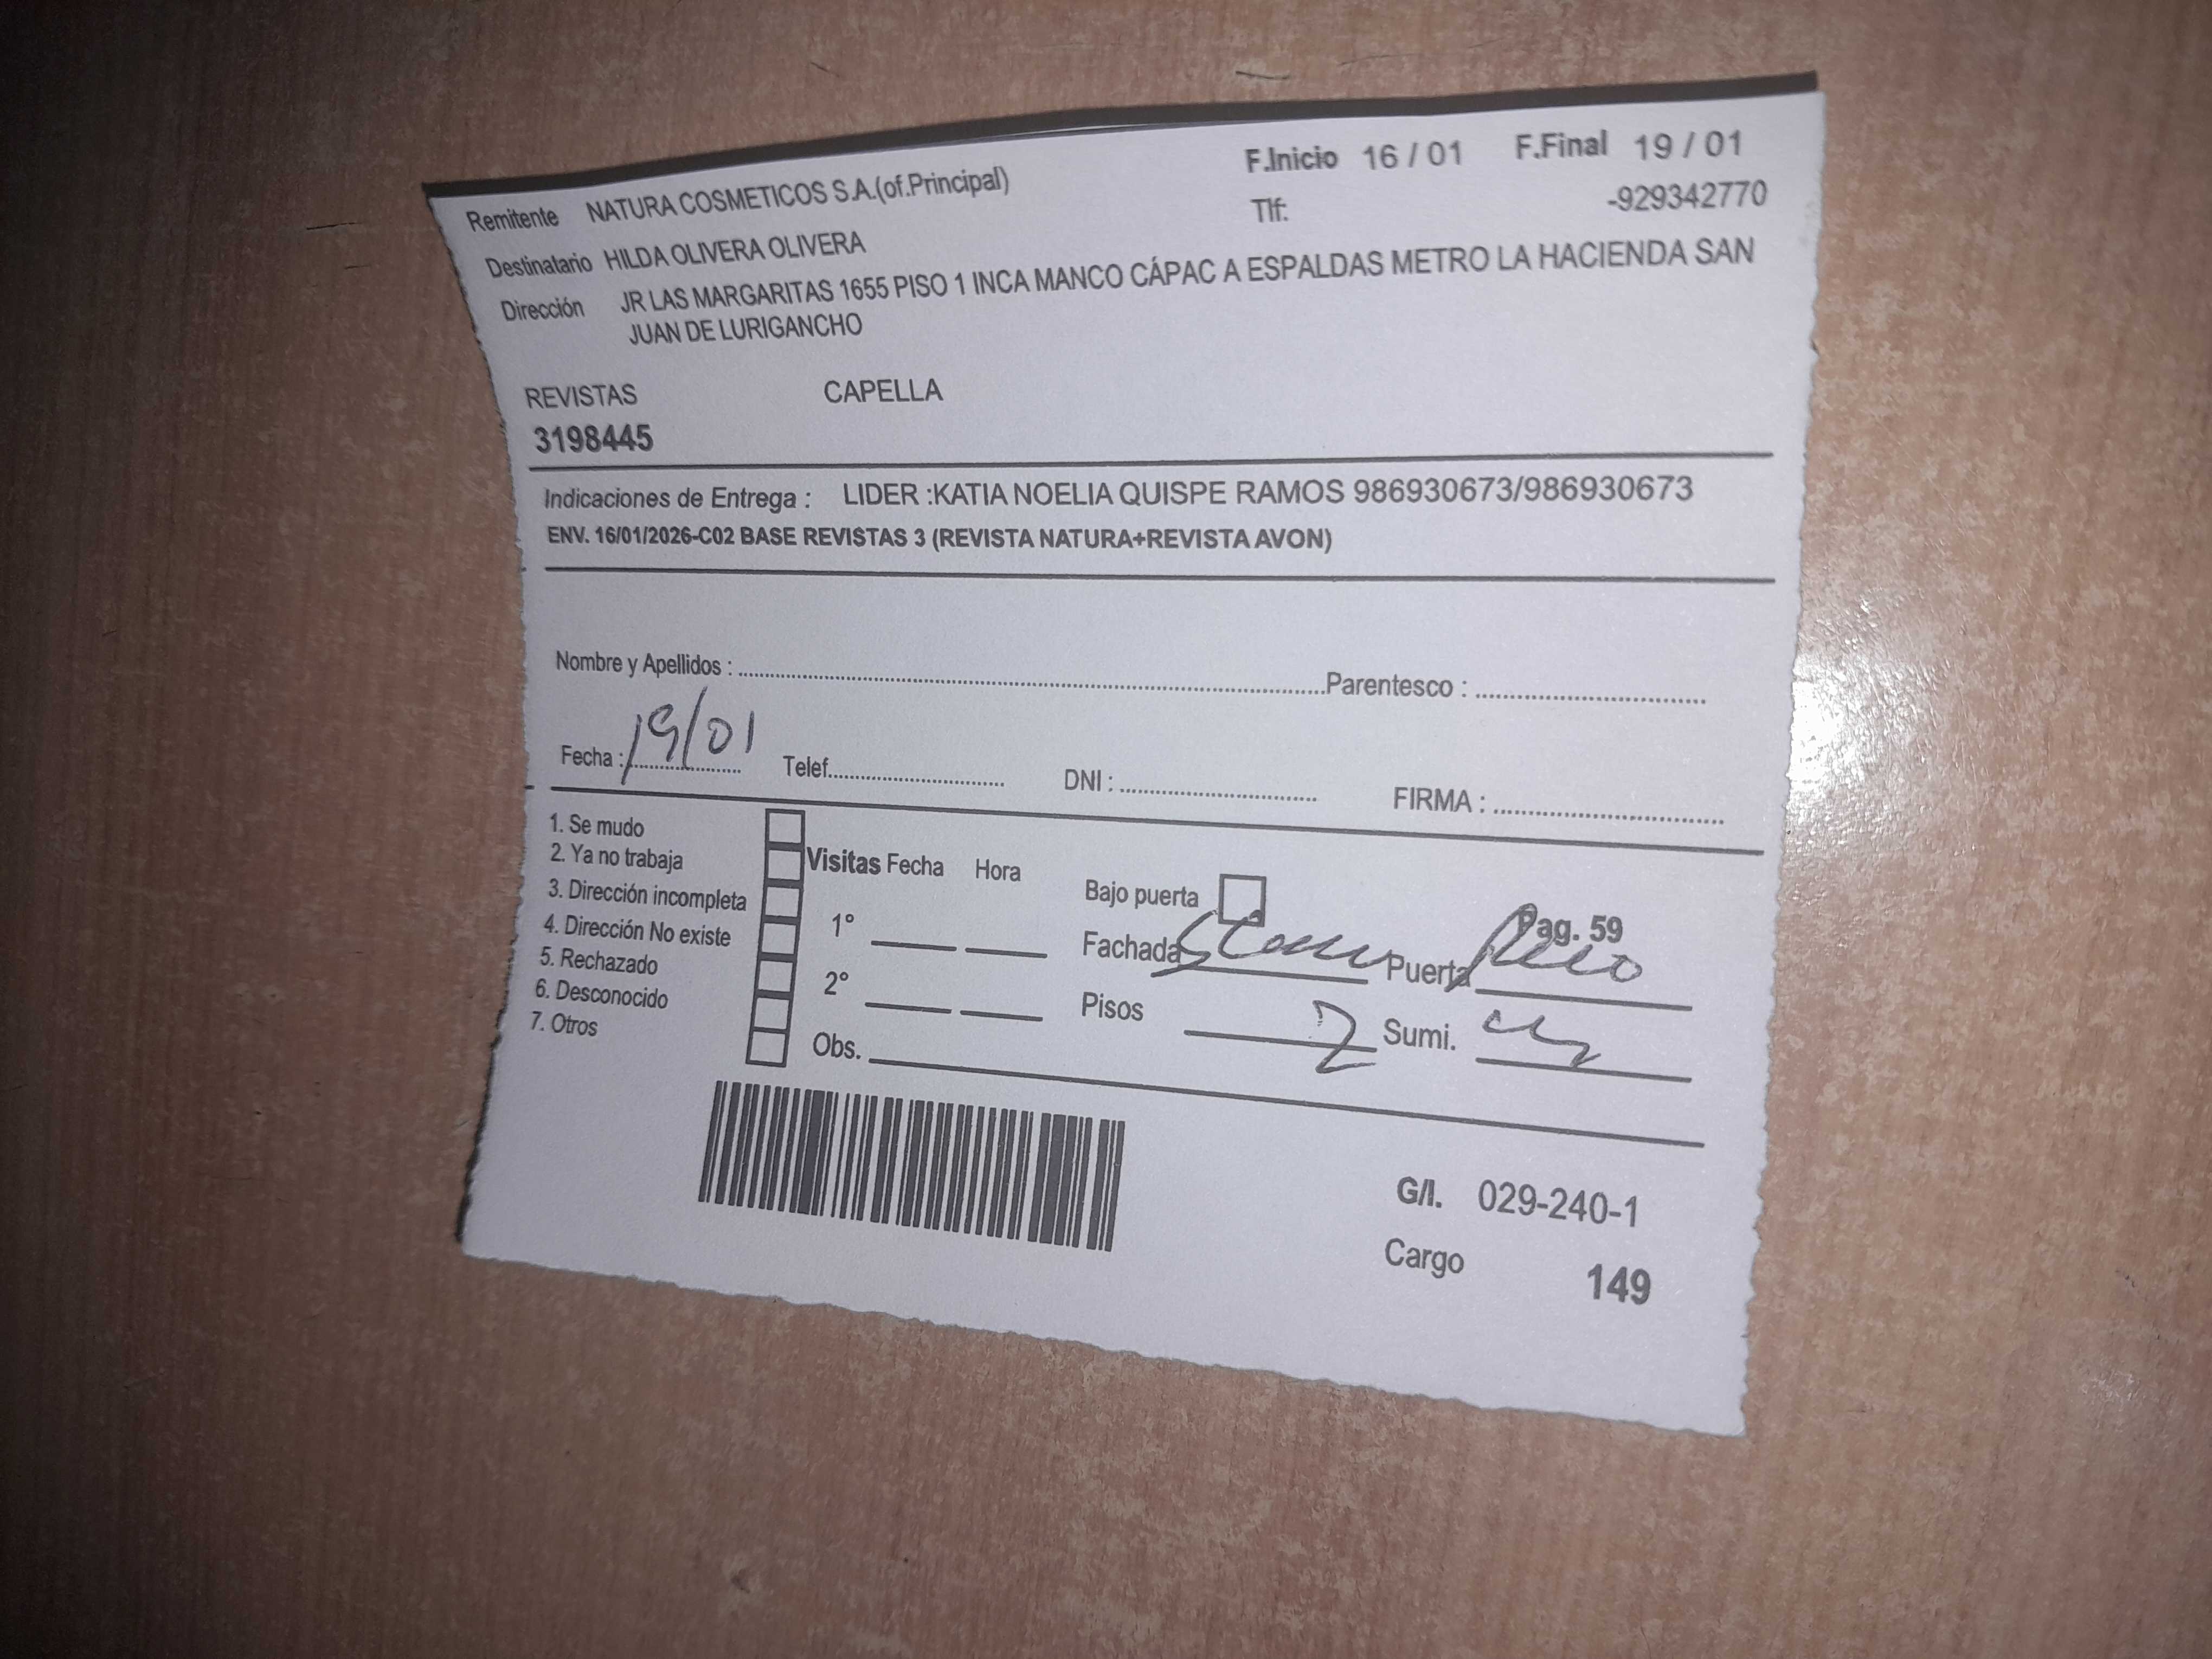 F.Inicio 16 / 01 F.Final 19 / 01
Remitente NATURA COSMETICOS S.A.(of.Principal)
Tlf: -929342770
Destinatario HILDA OLIVERA OLIVERA
Dirección JR LAS MARGARITAS 1655 PISO 1 INCA MANCO CÁPAC A ESPALDAS METRO LA HACIENDA SAN
JUAN DE LURIGANCHO
REVISTAS CAPELLA
3198445
Indicaciones de Entrega : LIDER :KATIA NOELIA QUISPE RAMOS 986930673/986930673
ENV. 16/01/2026-C02 BASE REVISTAS 3 (REVISTA NATURA+REVISTA AVON)
Nombre y Apellidos : Parentesco :
Fecha : 19/01 Telef. DNI : FIRMA :
1. Se mudo
2. Ya no trabaja
3. Dirección incompleta
4. Dirección No existe
5. Rechazado
6. Desconocido
7. Otros
Visitas Fecha Hora
1°
2°
Obs.
Bajo puerta Pag. 59
Fachada Puerta
Pisos 2 Sumi.
G/I. 029-240-1
Cargo 149